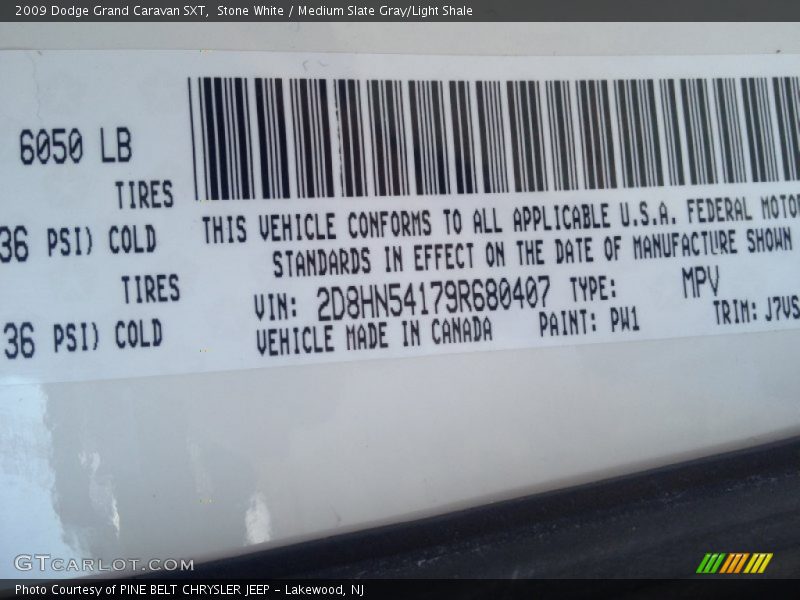 2009 Dodge Grand Caravan SXT,  Stone White / Medium Slate Gray/Light Shale
6050 LB
TIRES
36 PSI) COLD
TIRES
36 PSI) COLD
THIS VEHICLE CONFORMS TO ALL APPLICABLE U.S.A. FEDERAL MOTOR
STANDARDS IN EFFECT ON THE DATE OF MANUFACTURE SHOWN
VIN: 2D8HN54179R680407 TYPE: MPV
VEHICLE MADE IN CANADA PAINT: PW1 TRIM: J7VS
GTCARLOT.COM
Photo Courtesy of PINE BELT CHRYSLER JEEP - Lakewood, NJ